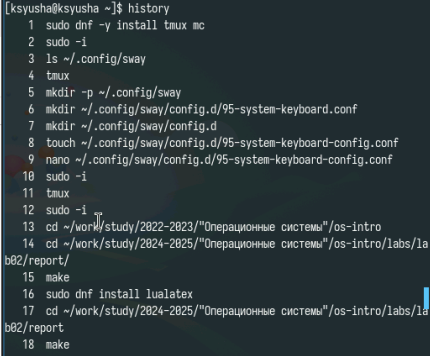 [ksyusha@ksyusha ~]$ history
1 sudo dnf -y install tmux mc
2 sudo -i
3 ls ~/.config/sway
4 tmux
5 mkdir -p ~/.config/sway
6 mkdir ~/.config/sway/config.d/95-system-keyboard.conf
7 mkdir ~/.config/sway/config.d
8 touch ~/.config/sway/config.d/95-system-keyboard-config.conf
9 nano ~/.config/sway/config.d/95-system-keyboard-config.conf
10 sudo -i
11 tmux
12 sudo -i
13 cd ~/work/study/2022-2023/"Операционные системы"/os-intro
14 cd ~/work/study/2024-2025/"Операционные системы"/os-intro/labs/la
b02/report/
15 make
16 sudo dnf install lualatex
17 cd ~/work/study/2024-2025/"Операционные системы"/os-intro/labs/la
b02/report
18 make